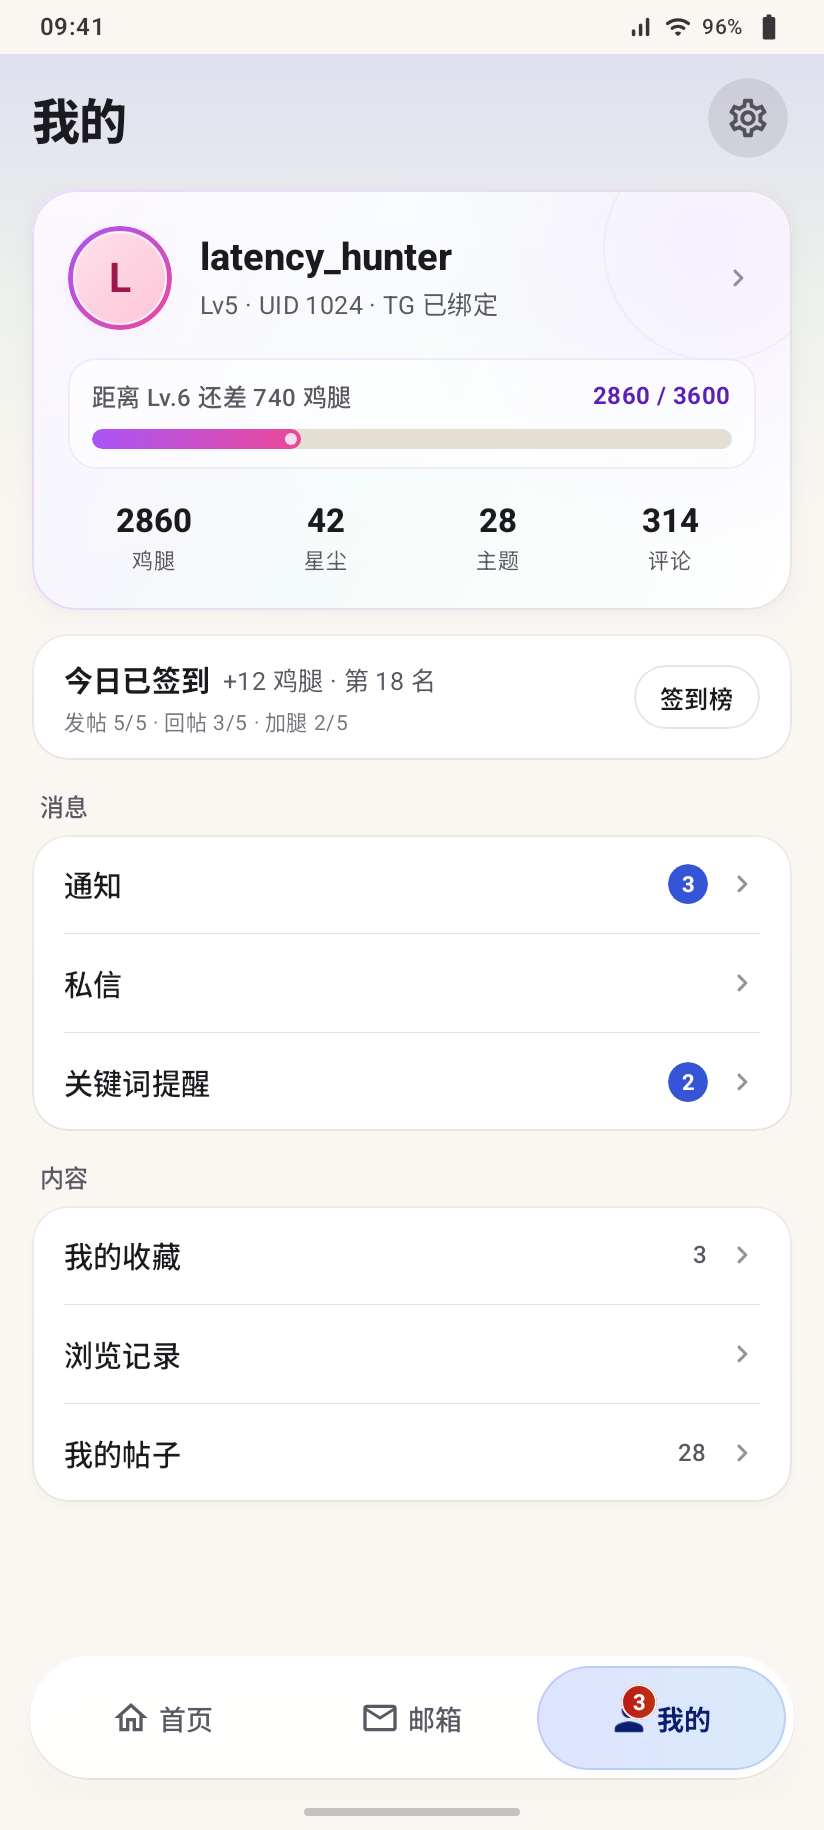 09:41
96%
我的
L
latency_hunter
Lv5 · UID 1024 · TG 已绑定
距离 Lv.6 还差 740 鸡腿
2860 / 3600
2860 42 28 314
鸡腿 星尘 主题 评论
今日已签到 +12 鸡腿 · 第 18 名
发帖 5/5 · 回帖 3/5 · 加腿 2/5
签到榜
消息
通知 3
私信
关键词提醒 2
内容
我的收藏 3
浏览记录
我的帖子 28
首页 邮箱 3 我的